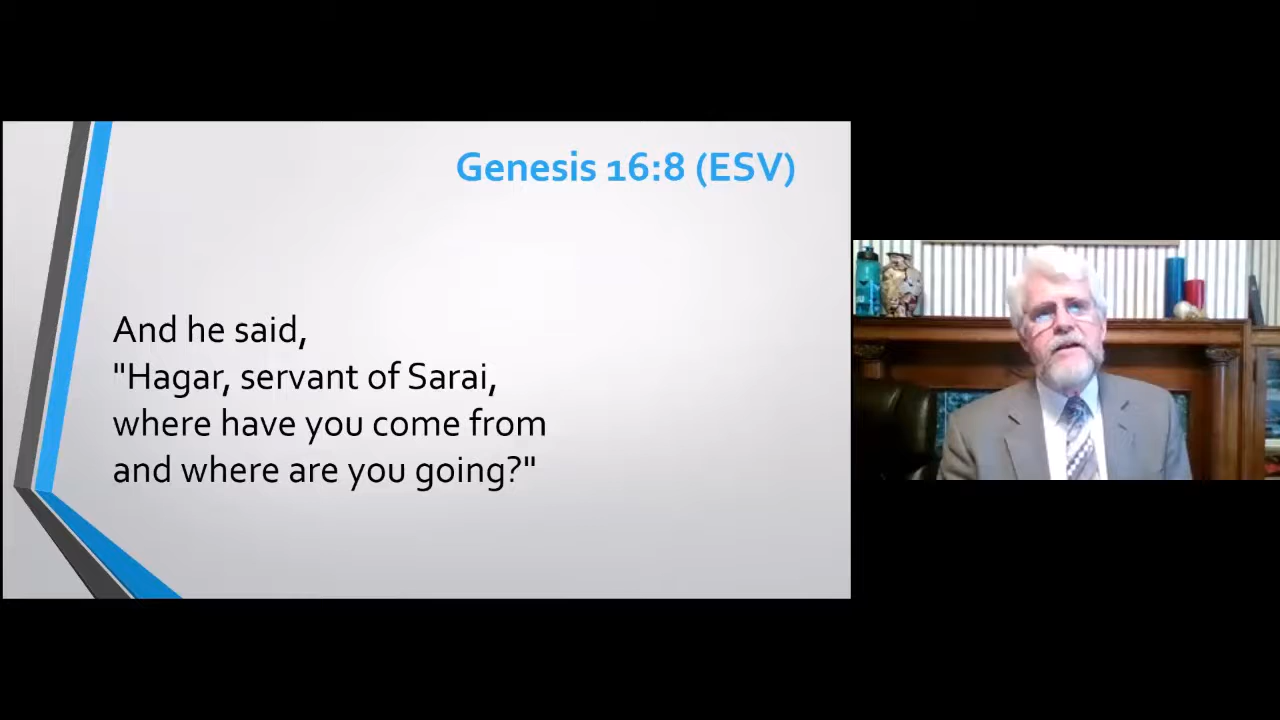 Genesis 16:8 (ESV)
And he said,
"Hagar, servant of Sarai,
where have you come from
and where are you going?"